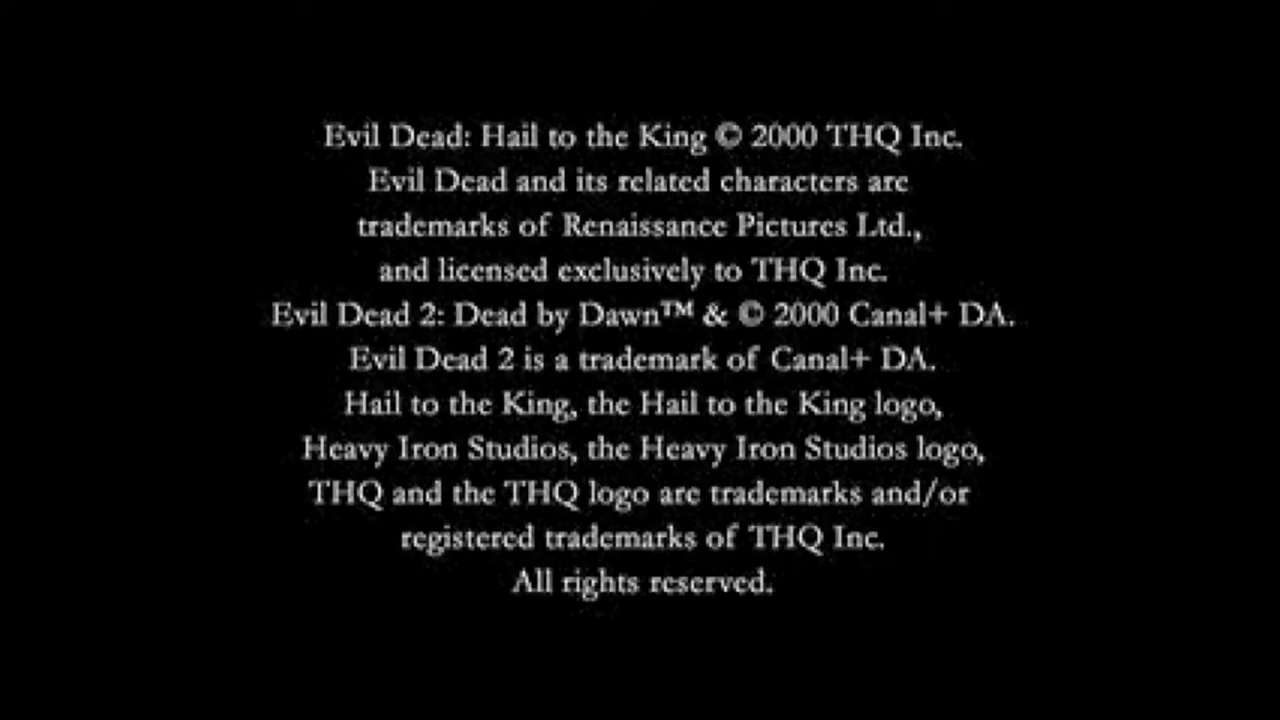 Evil Dead: Hail to the King © 2000 THQ Inc.
Evil Dead and its related characters are
trademarks of Renaissance Pictures Ltd.,
and licensed exclusively to THQ Inc.
Evil Dead 2: Dead by Dawn™ & © 2000 Canal+ DA.
Evil Dead 2 is a trademark of Canal+ DA.
Hail to the King, the Hail to the King logo,
Heavy Iron Studios, the Heavy Iron Studios logo,
THQ and the THQ logo are trademarks and/or
registered trademarks of THQ Inc.
All rights reserved.